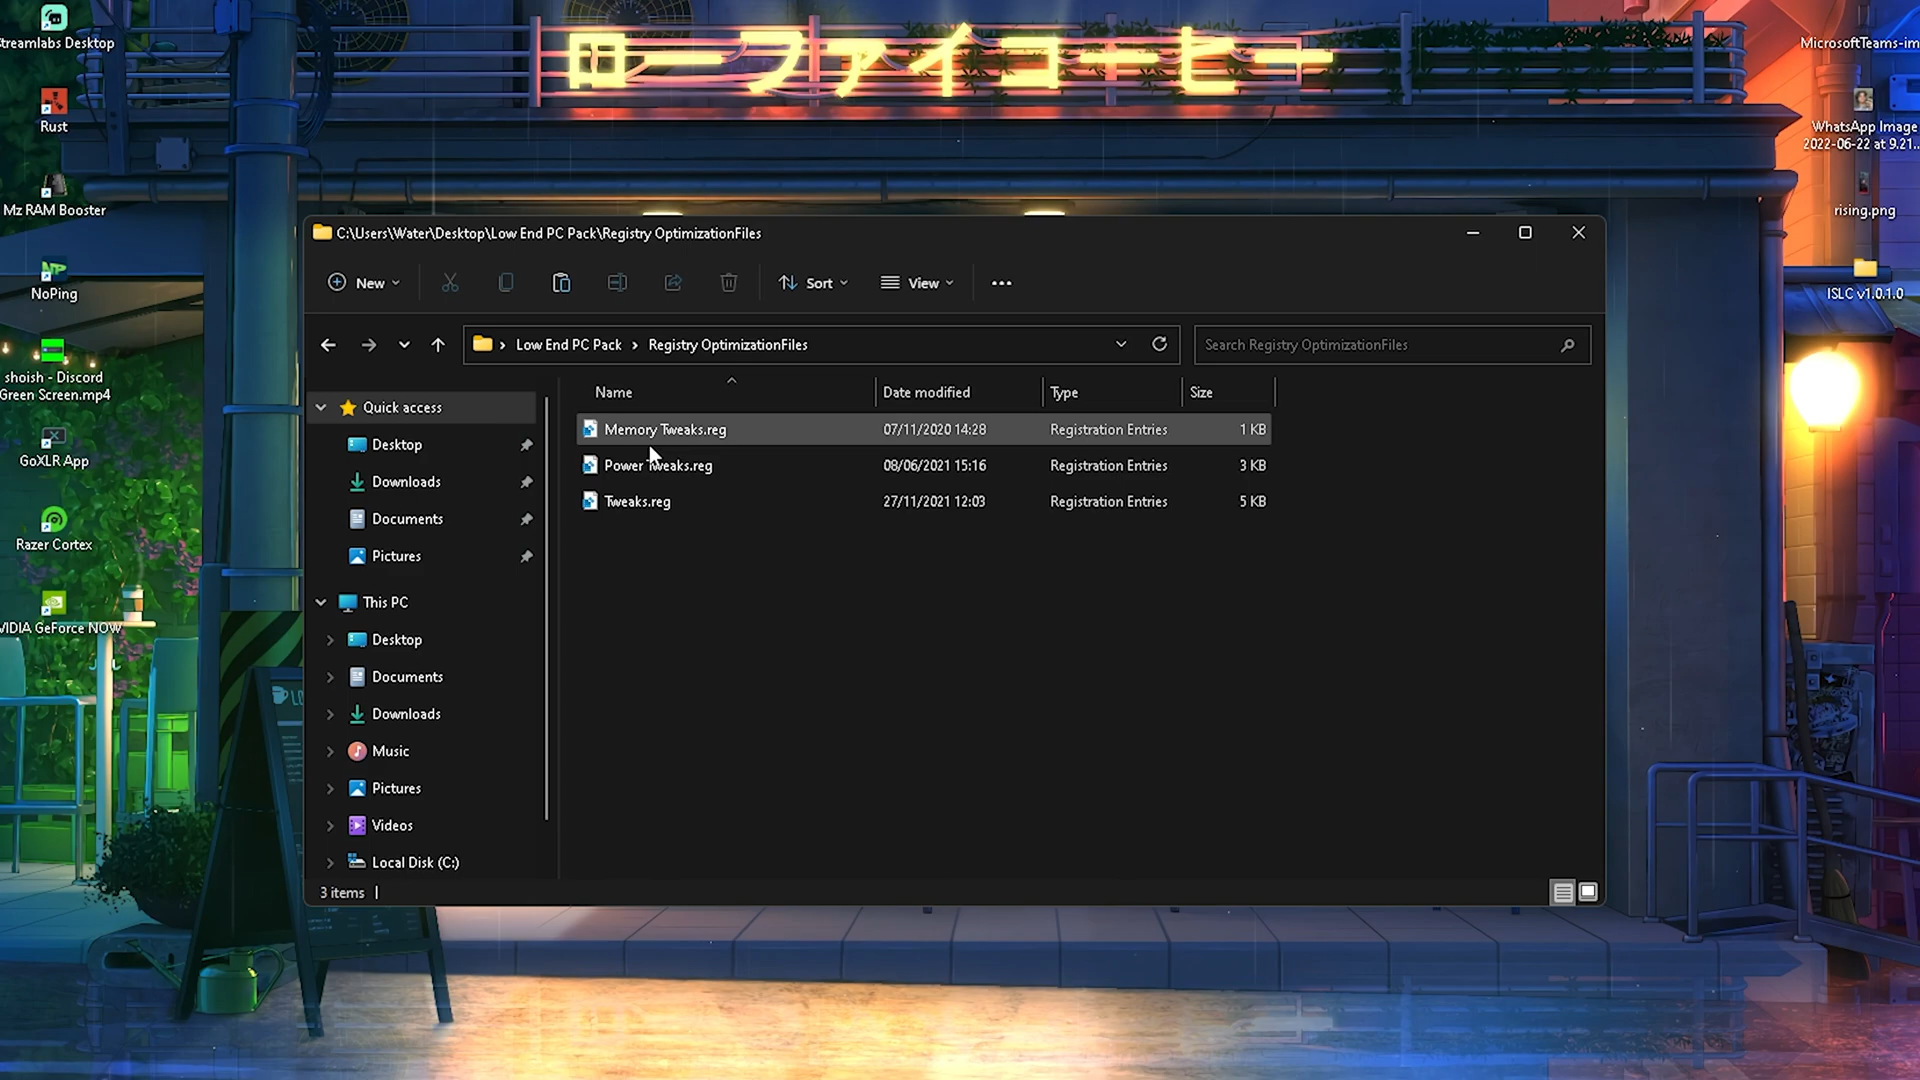 ローファイコーヒー
Streamlabs Desktop
Rust
Mz RAM Booster
NoPing
shoish - Discord
Green Screen.mp4
GoXLR App
Razer Cortex
VIDIA GeForce NOW
MicrosoftTeams-im
WhatsApp Image
2022-06-22 at 9.21...
rising.png
ISLC v1.0.1.0
C:\Users\Water\Desktop\Low End PC Pack\Registry OptimizationFiles
New
Sort
View
Low End PC Pack > Registry OptimizationFiles
Search Registry OptimizationFiles
Quick access
Desktop
Downloads
Documents
Pictures
This PC
Desktop
Documents
Downloads
Music
Pictures
Videos
Local Disk (C:)
Name Date modified Type Size
Memory Tweaks.reg 07/11/2020 14:28 Registration Entries 1 KB
Power Tweaks.reg 08/06/2021 15:16 Registration Entries 3 KB
Tweaks.reg 27/11/2021 12:03 Registration Entries 5 KB
3 items